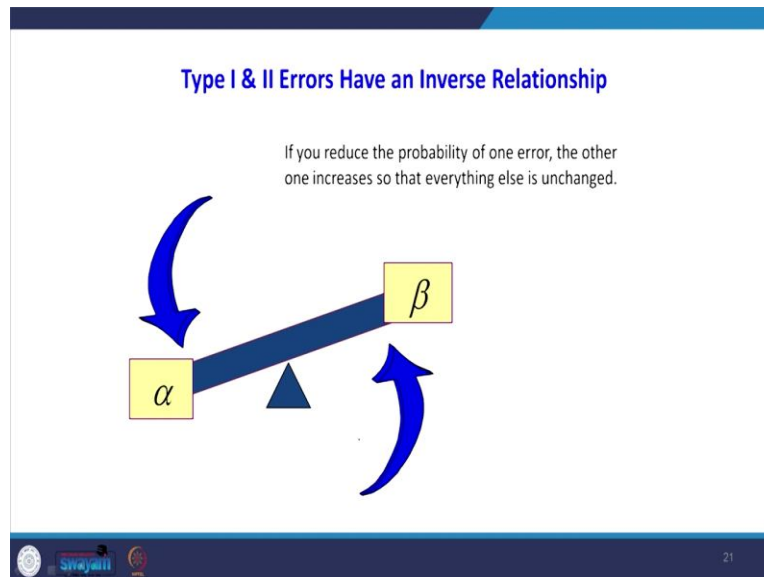 Type I & II Errors Have an Inverse Relationship
If you reduce the probability of one error, the other
one increases so that everything else is unchanged.
β
α
swayam
21